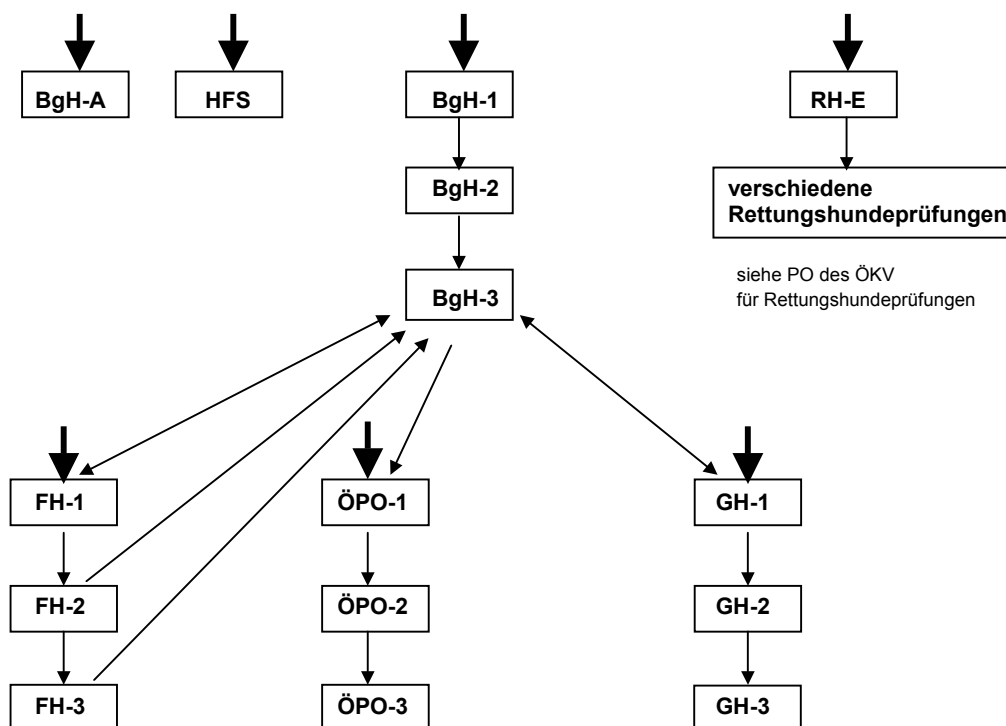 BgH-A
HFS
BgH-1
RH-E
BgH-2
verschiedene
Rettungshundeprüfungen
BgH-3
siehe PO des ÖKV
für Rettungshundeprüfungen
FH-1
ÖPO-1
GH-1
FH-2
ÖPO-2
GH-2
FH-3
ÖPO-3
GH-3